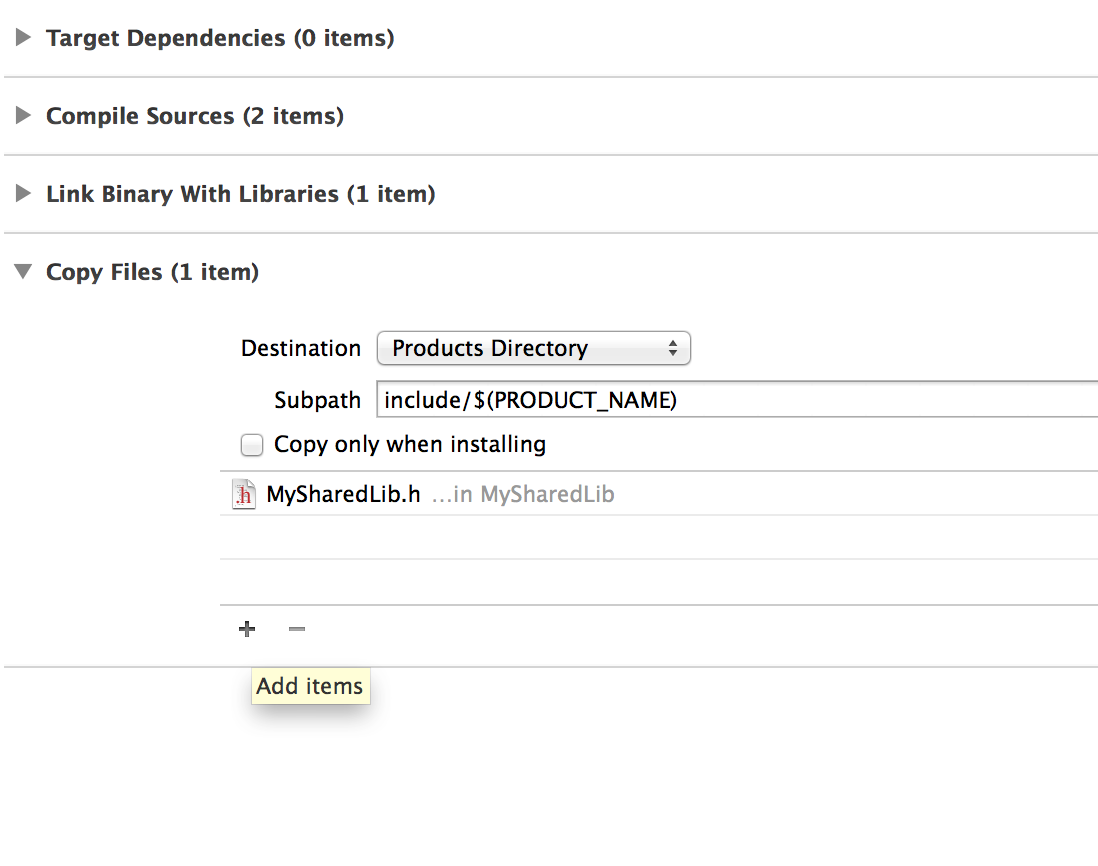 Target Dependencies (0 items)
Compile Sources (2 items)
Link Binary With Libraries (1 item)
Copy Files (1 item)
Destination Products Directory
Subpath include/$(PRODUCT_NAME)
Copy only when installing
.h MySharedLib.h ...in MySharedLib
Add items